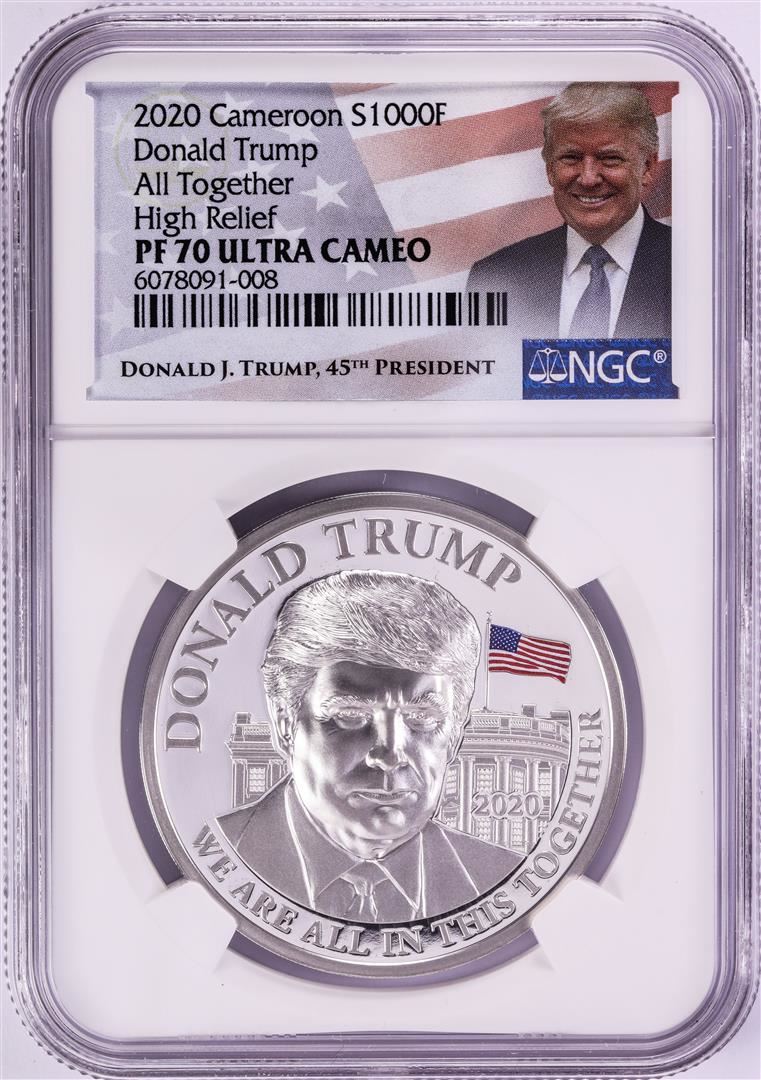 2020 Cameroon S1000F
Donald Trump
All Together
High Relief
PF 70 ULTRA CAMEO
6078091-008
DONALD J. TRUMP, 45TH PRESIDENT
NGC®
DONALD TRUMP
2020
WE ARE ALL IN THIS TOGETHER